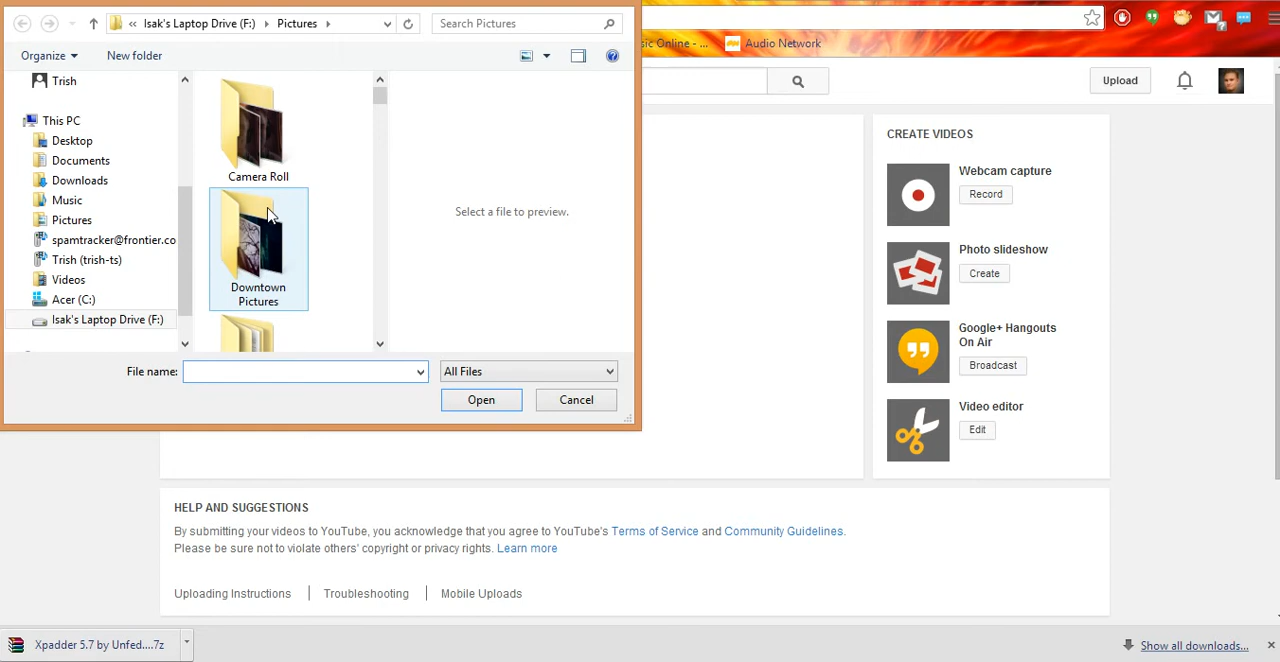 « Isak's Laptop Drive (F:) Pictures
Search Pictures
Organize
New folder
Trish
This PC
Desktop
Documents
Downloads
Music
Pictures
spamtracker@frontier.co
Trish (trish-ts)
Videos
Acer (C:)
Isak's Laptop Drive (F:)
Camera Roll
Downtown
Pictures
Select a file to preview.
File name:
All Files
Open
Cancel
sic Online - ...
Audio Network
Upload
CREATE VIDEOS
Webcam capture
Record
Photo slideshow
Create
Google+ Hangouts
On Air
Broadcast
Video editor
Edit
HELP AND SUGGESTIONS
By submitting your videos to YouTube, you acknowledge that you agree to YouTube's Terms of Service and Community Guidelines.
Please be sure not to violate others' copyright or privacy rights. Learn more
Uploading Instructions | Troubleshooting | Mobile Uploads
Xpadder 5.7 by Unfed....7z
Show all downloads...